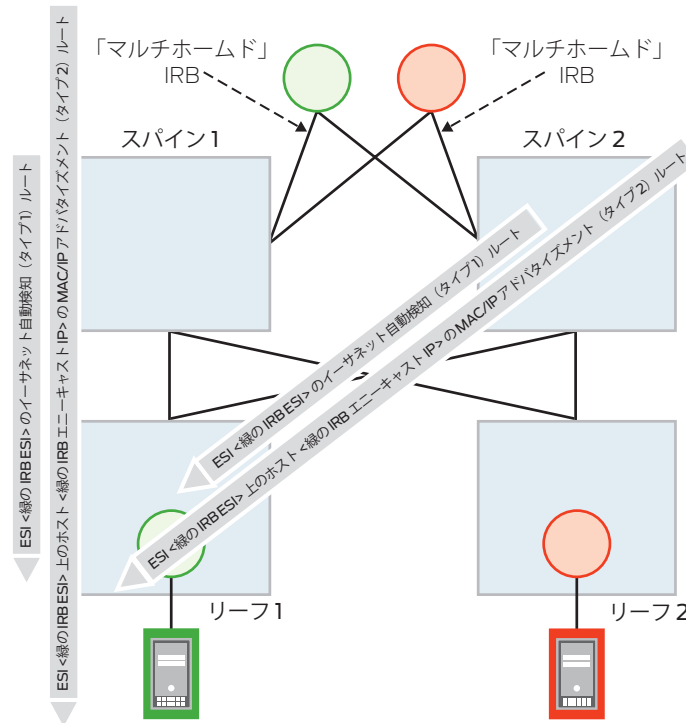 「マルチホームド」
IRB
「マルチホームド」
IRB
スパイン1
スパイン2
ESI <緑の IRB ESI> のイーサネット自動検知（タイプ1）ルート
ESI <緑の IRB ESI> 上のホスト <緑の IRB エニーキャスト IP> の MAC/IP アドバタイズメント（タイプ2）ルート
ESI <緑の IRB ESI> のイーサネット自動検知（タイプ1）ルート
ESI <緑の IRB ESI> 上のホスト <緑の IRB エニーキャスト IP> の MAC/IP アドバタイズメント（タイプ2）ルート
リーフ1
リーフ2